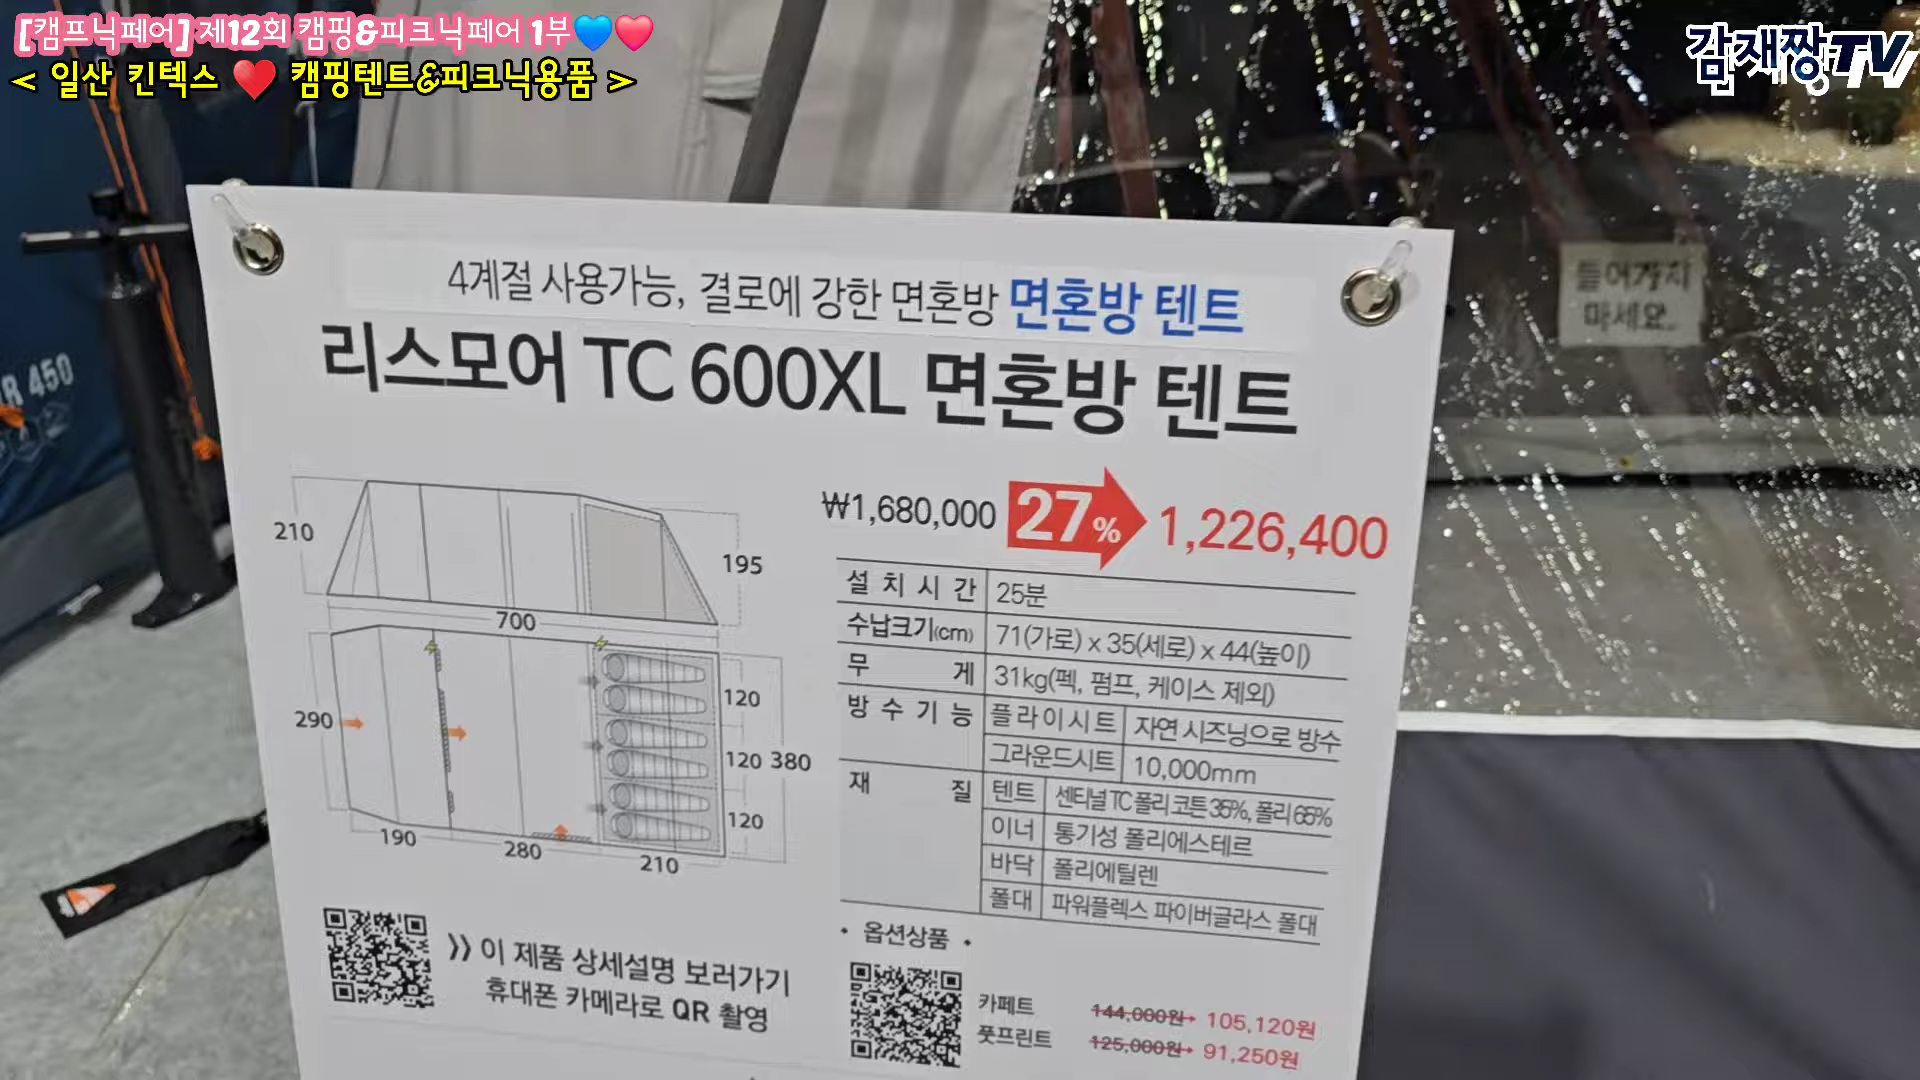 [캠프닉페어] 제12회 캠핑&피크닉페어 1부💙❤️
< 일산 킨텍스 ❤️ 캠핑텐트&피크닉용품 >
감재짱TV
들어가지
마세요.
450
4계절 사용가능, 결로에 강한 면혼방 면혼방 텐트
리스모어 TC 600XL 면혼방 텐트
₩1,680,000 27% 1,226,400
210
195
700
290
120
120 380
120
190
280
210
설치시간 25분
수납크기(cm) 71(가로) x 35(세로) x 44(높이)
무게 31kg(펙, 펌프, 케이스 제외)
방수기능 플라이시트 자연 시즈닝으로 방수
그라운드시트 10,000mm
재질 텐트 센티널 TC 폴리 코튼 35%, 폴리 65%
이너 통기성 폴리에스테르
바닥 폴리에틸렌
폴대 파워플렉스 파이버글라스 폴대
》 이 제품 상세설명 보러가기
휴대폰 카메라로 QR 촬영
• 옵션상품 •
카페트 144,000원 105,120원
풋프린트 125,000원 91,250원